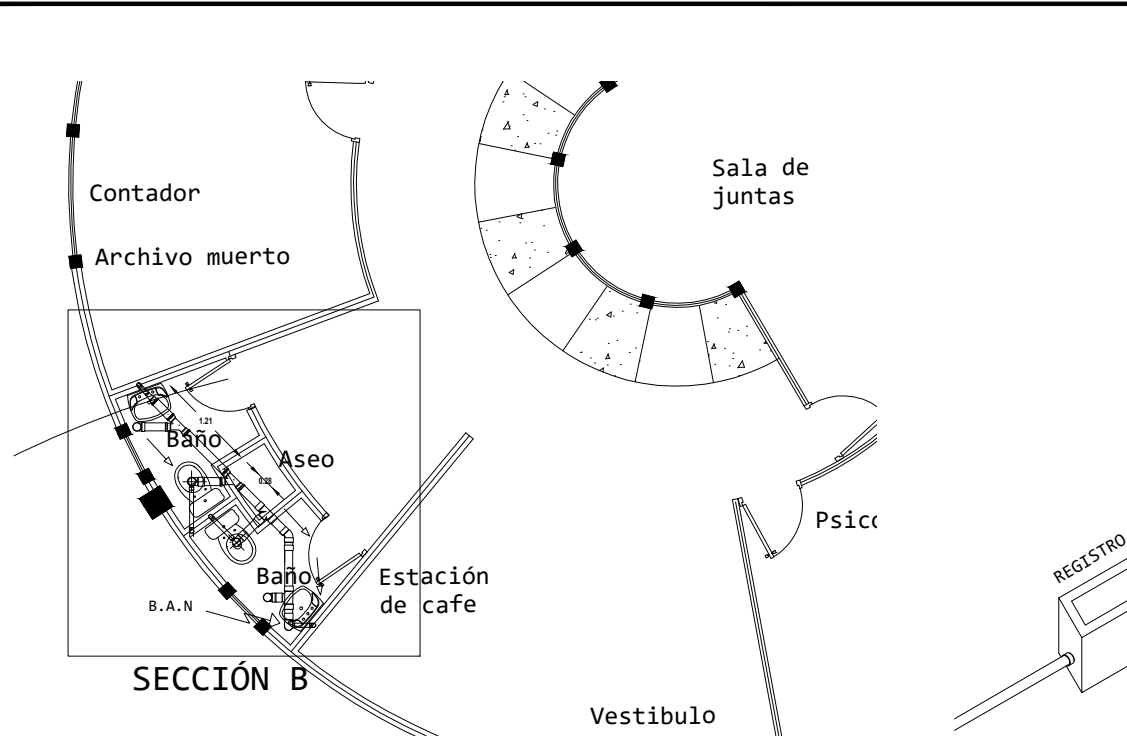 Sala de
juntas
Contador
Archivo muerto
1.21
Baño
Aseo
0.28
Psico
REGISTRO
Baño
Estación
de cafe
B.A.N
SECCIÓN B
Vestibulo